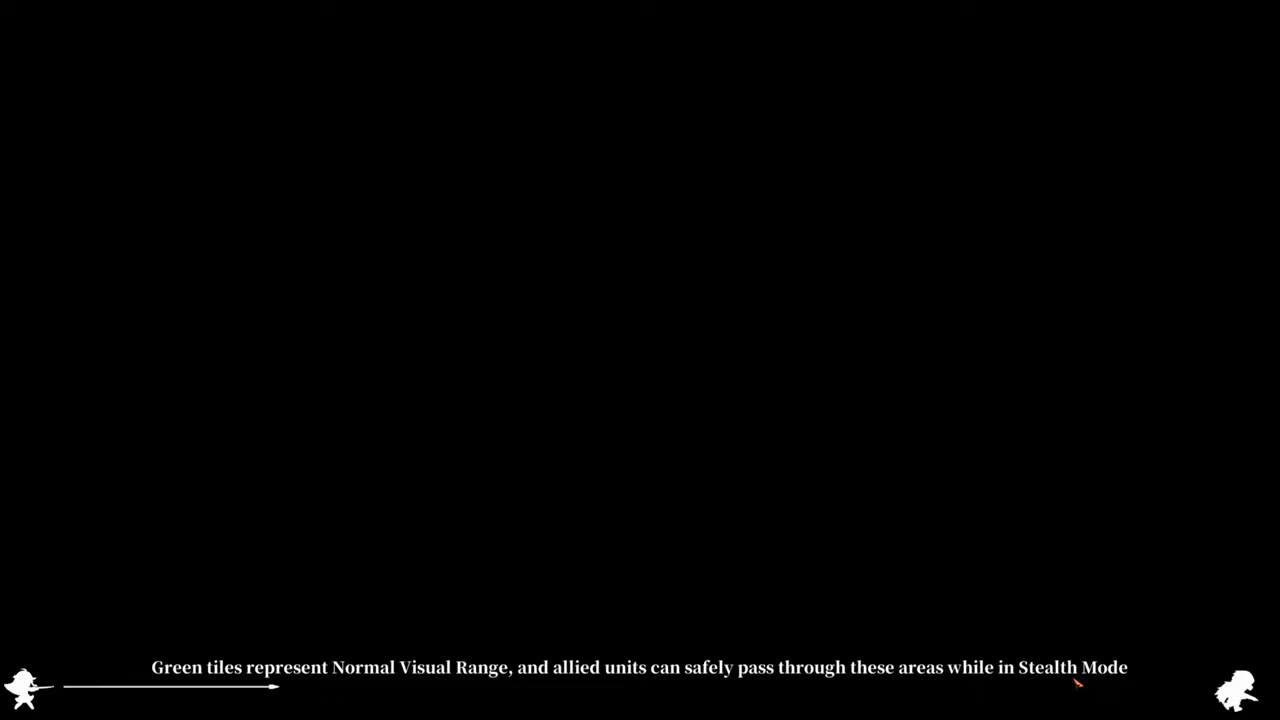 Green tiles represent Normal Visual Range, and allied units can safely pass through these areas while in Stealth Mode